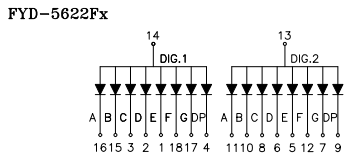 FYD-5622Fx
14 13
DIG.1 DIG.2
A B C D E F G DP A B C D E F G DP
16 15 3 2 1 18 17 4 11 10 8 6 5 12 7 9